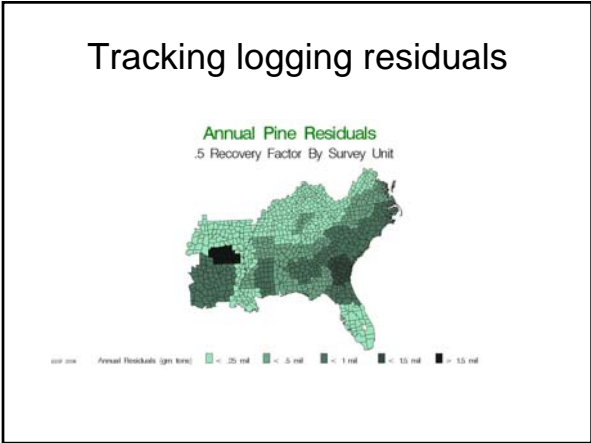 Tracking logging residuals
Annual Pine Residuals
.5 Recovery Factor By Survey Unit
Annual Residuals (grn tons) < .25 mil < .5 mil < 1 mil < 1.5 mil > 1.5 mil